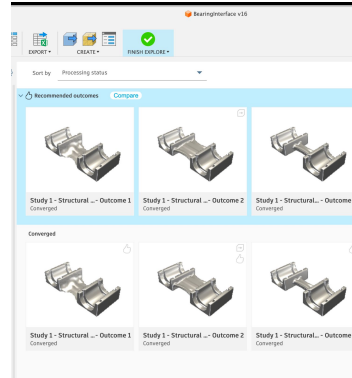 BearingInterface v16
EXPORT ▾
CREATE ▾
FINISH EXPLORE ▾
Sort by Processing status
Recommended outcomes Compare
Study 1 - Structural ...- Outcome 1
Converged
Study 1 - Structural ...- Outcome 2
Converged
Study 1 - Structural... - Outcome
Converged
Converged
Study 1 - Structural ...- Outcome 1
Converged
Study 1 - Structural ...- Outcome 2
Converged
Study 1 - Structural... - Outcome
Converged